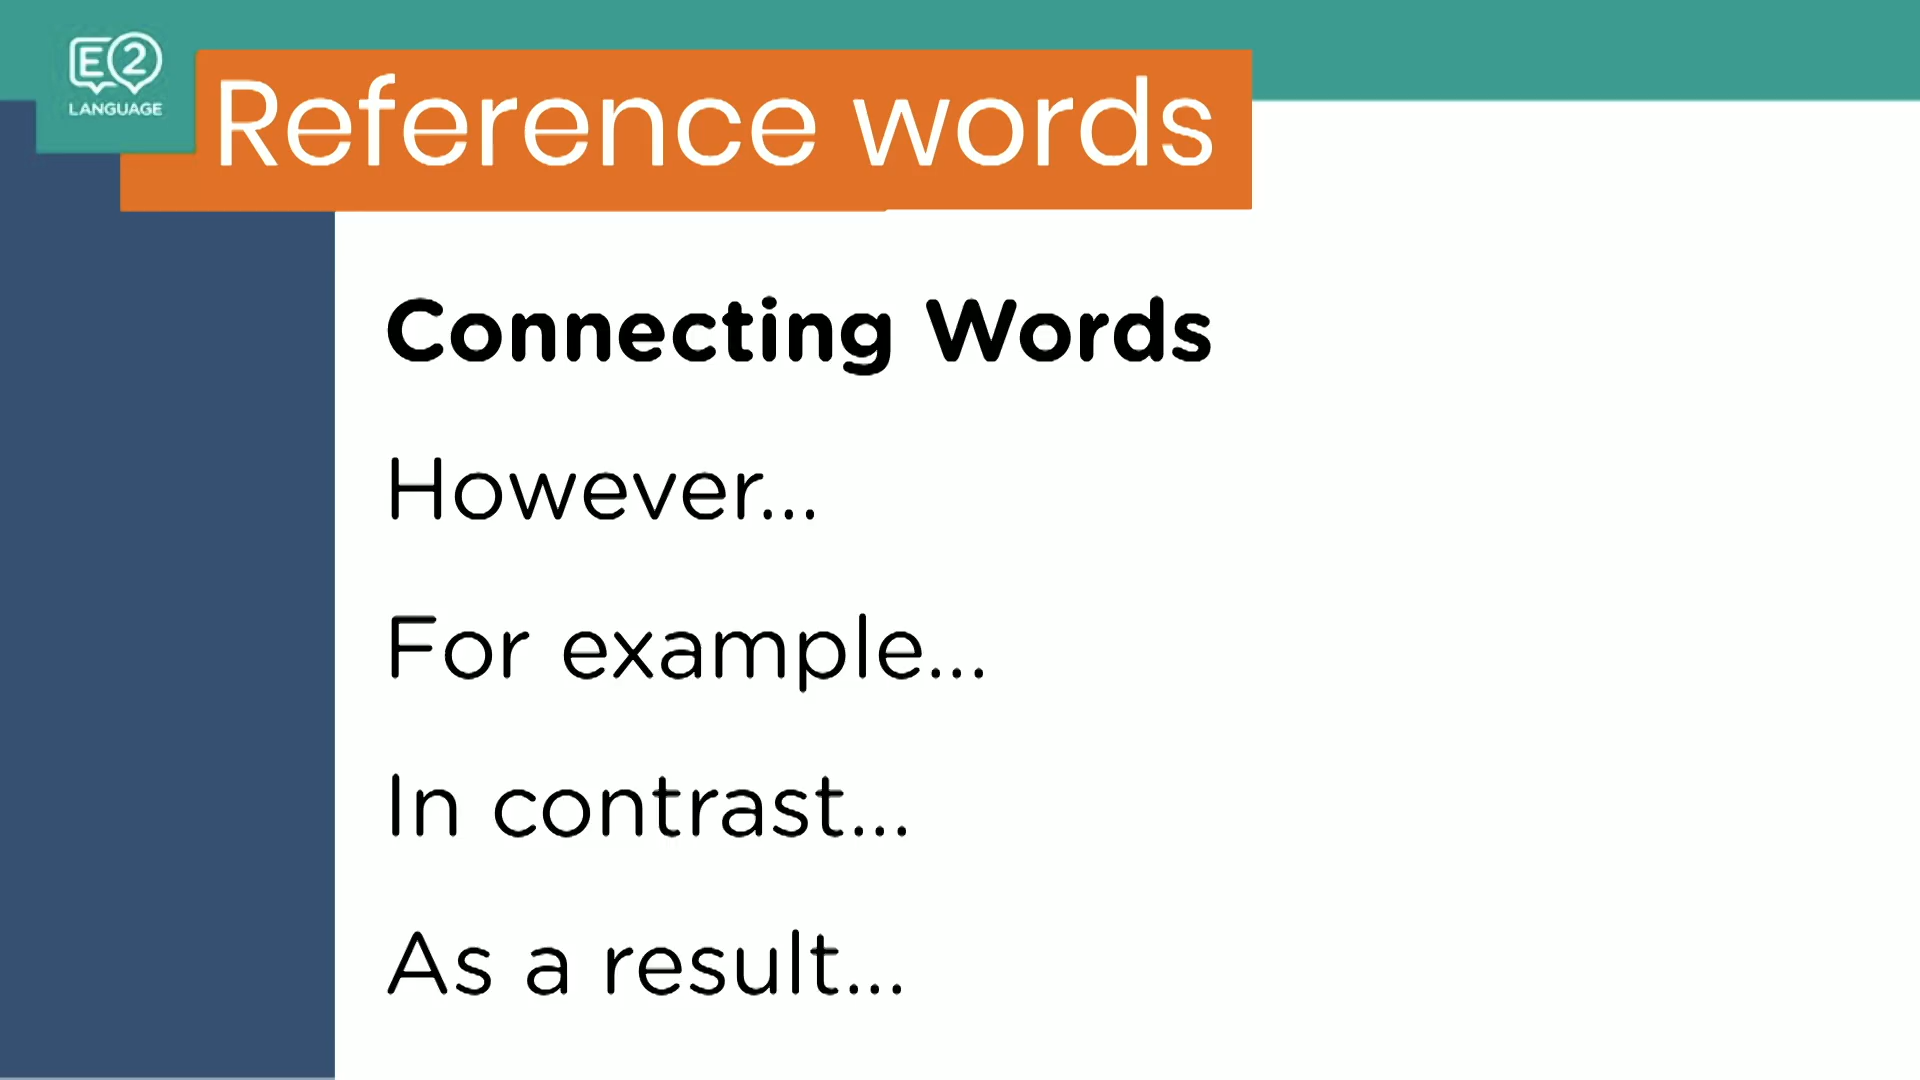 E2
LANGUAGE
Reference words
Connecting Words
However...
For example...
In contrast...
As a result...